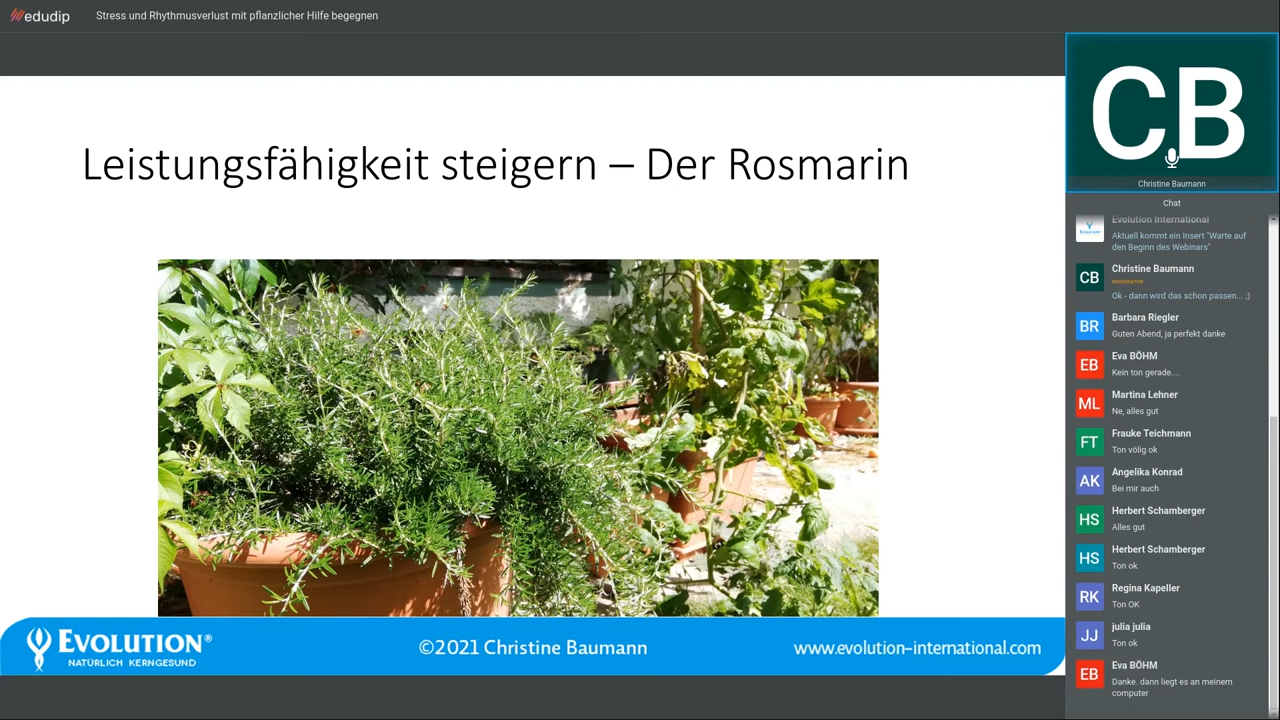 edudip
Stress und Rhythmusverlust mit pflanzlicher Hilfe begegnen
Leistungsfähigkeit steigern – Der Rosmarin
EVOLUTION®
NATÜRLICH KERNGESUND
©2021 Christine Baumann
www.evolution-international.com
CB
Christine Baumann
Chat
Evolution International
Aktuell kommt ein Insert "Warte auf
den Beginn des Webinars"
CB
Christine Baumann
MODERATOR
Ok - dann wird das schon passen... ;)
BR
Barbara Riegler
Guten Abend, ja perfekt danke
EB
Eva BÖHM
Kein ton gerade....
ML
Martina Lehner
Ne, alles gut
FT
Frauke Teichmann
Ton völig ok
AK
Angelika Konrad
Bei mir auch
HS
Herbert Schamberger
Alles gut
HS
Herbert Schamberger
Ton ok
RK
Regina Kapeller
Ton OK
JJ
julia julia
Ton ok
EB
Eva BÖHM
Danke. dann liegt es an meinem
computer